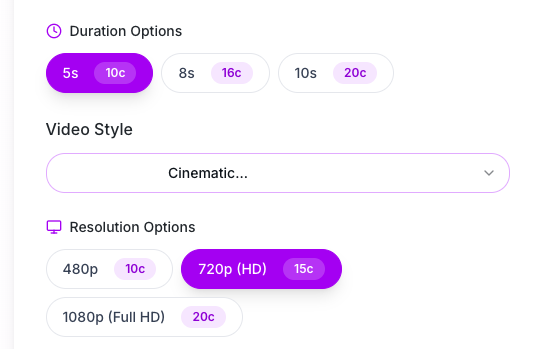 Duration Options
5s 10c 8s 16c 10s 20c
Video Style
Cinematic...
Resolution Options
480p 10c 720p (HD) 15c
1080p (Full HD) 20c